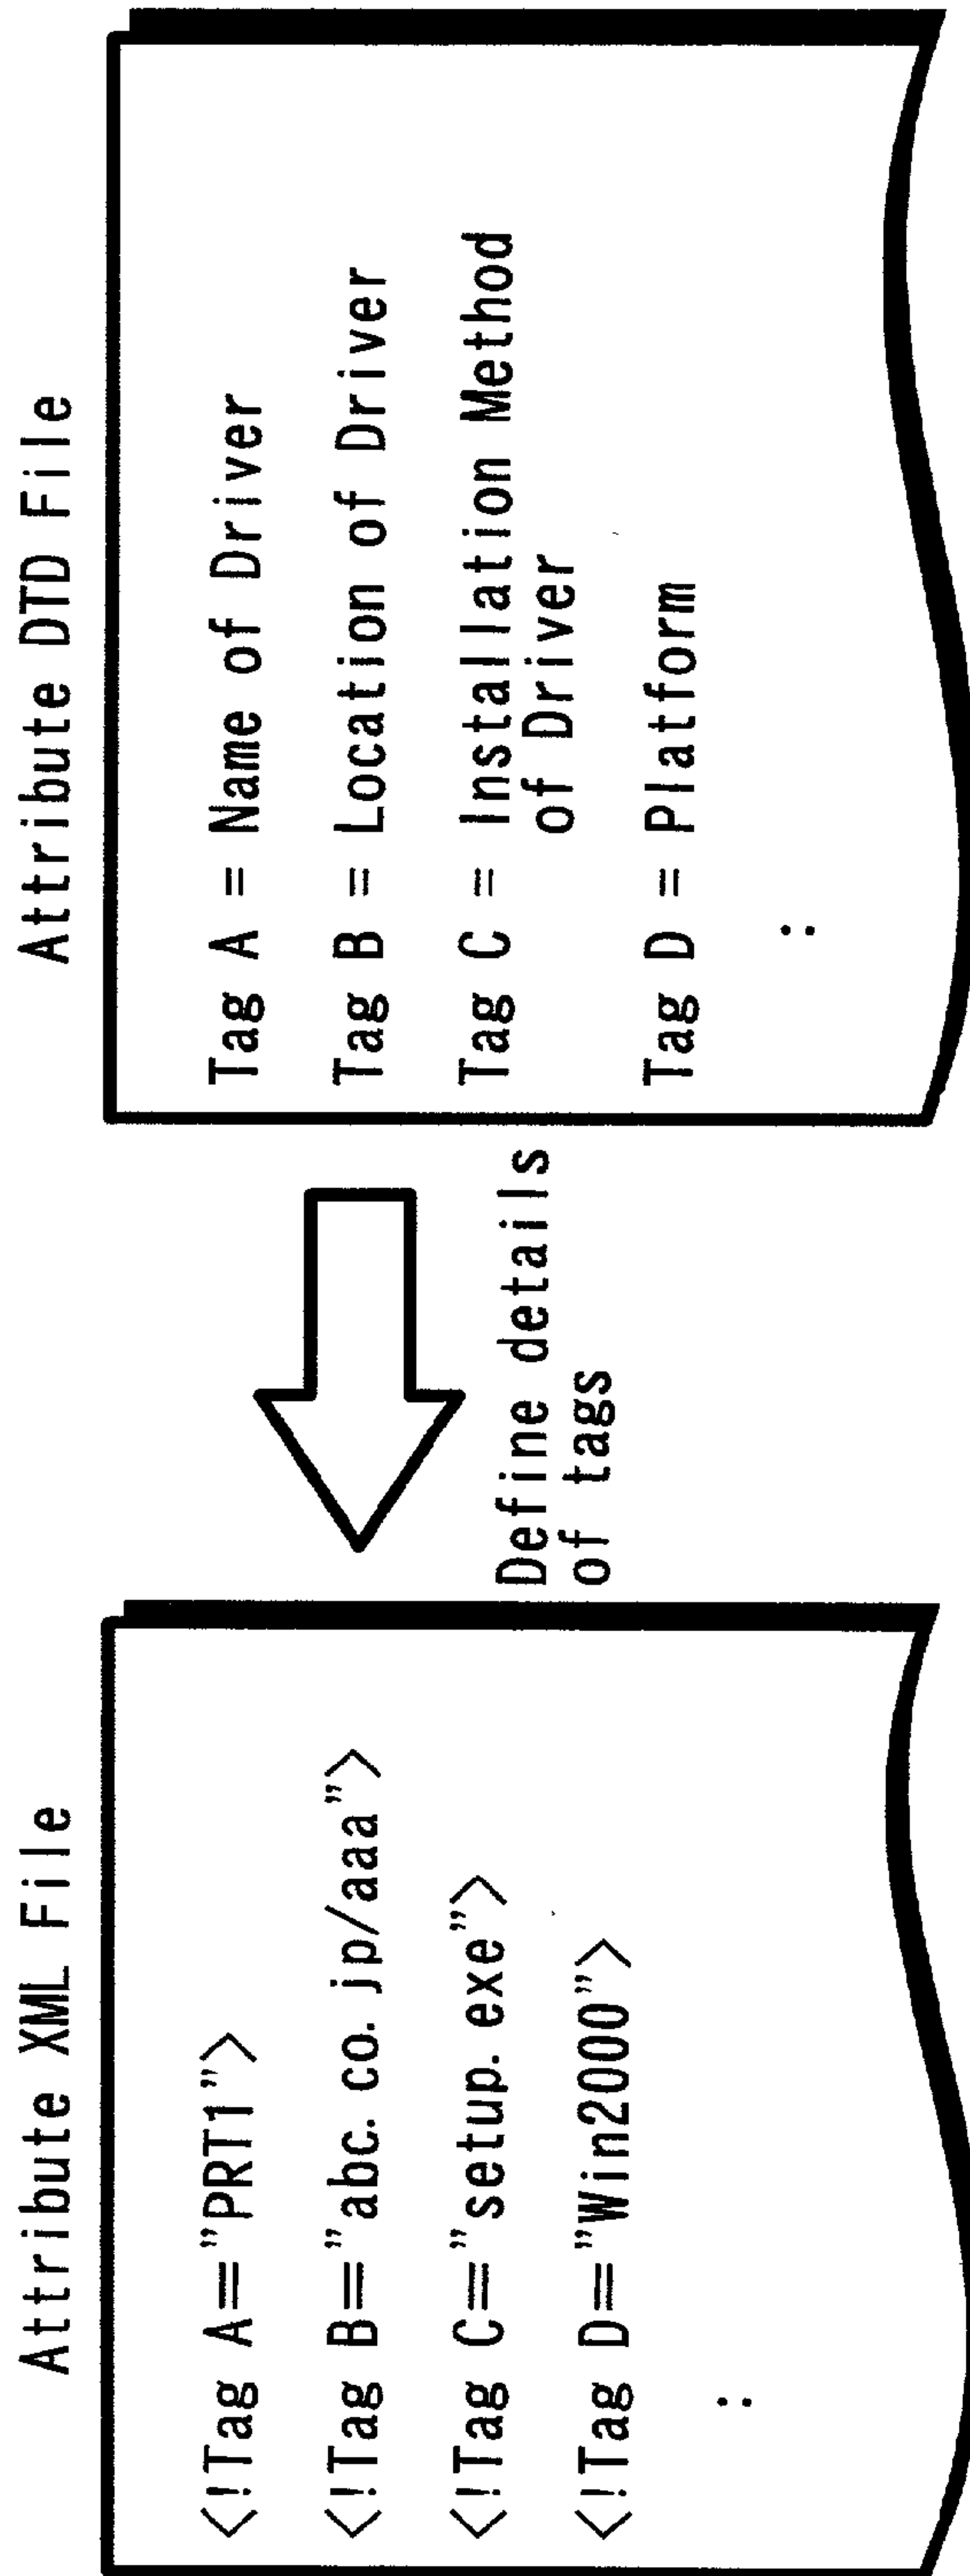 Attribute XML File
<!Tag A="PRT1">
<!Tag B="abc.co.jp/aaa">
<!Tag C="setup.exe">
<!Tag D="Win2000">
:
Define details
of tags
Attribute DTD File
Tag A = Name of Driver
Tag B = Location of Driver
Tag C = Installation Method
of Driver
Tag D = Platform
: